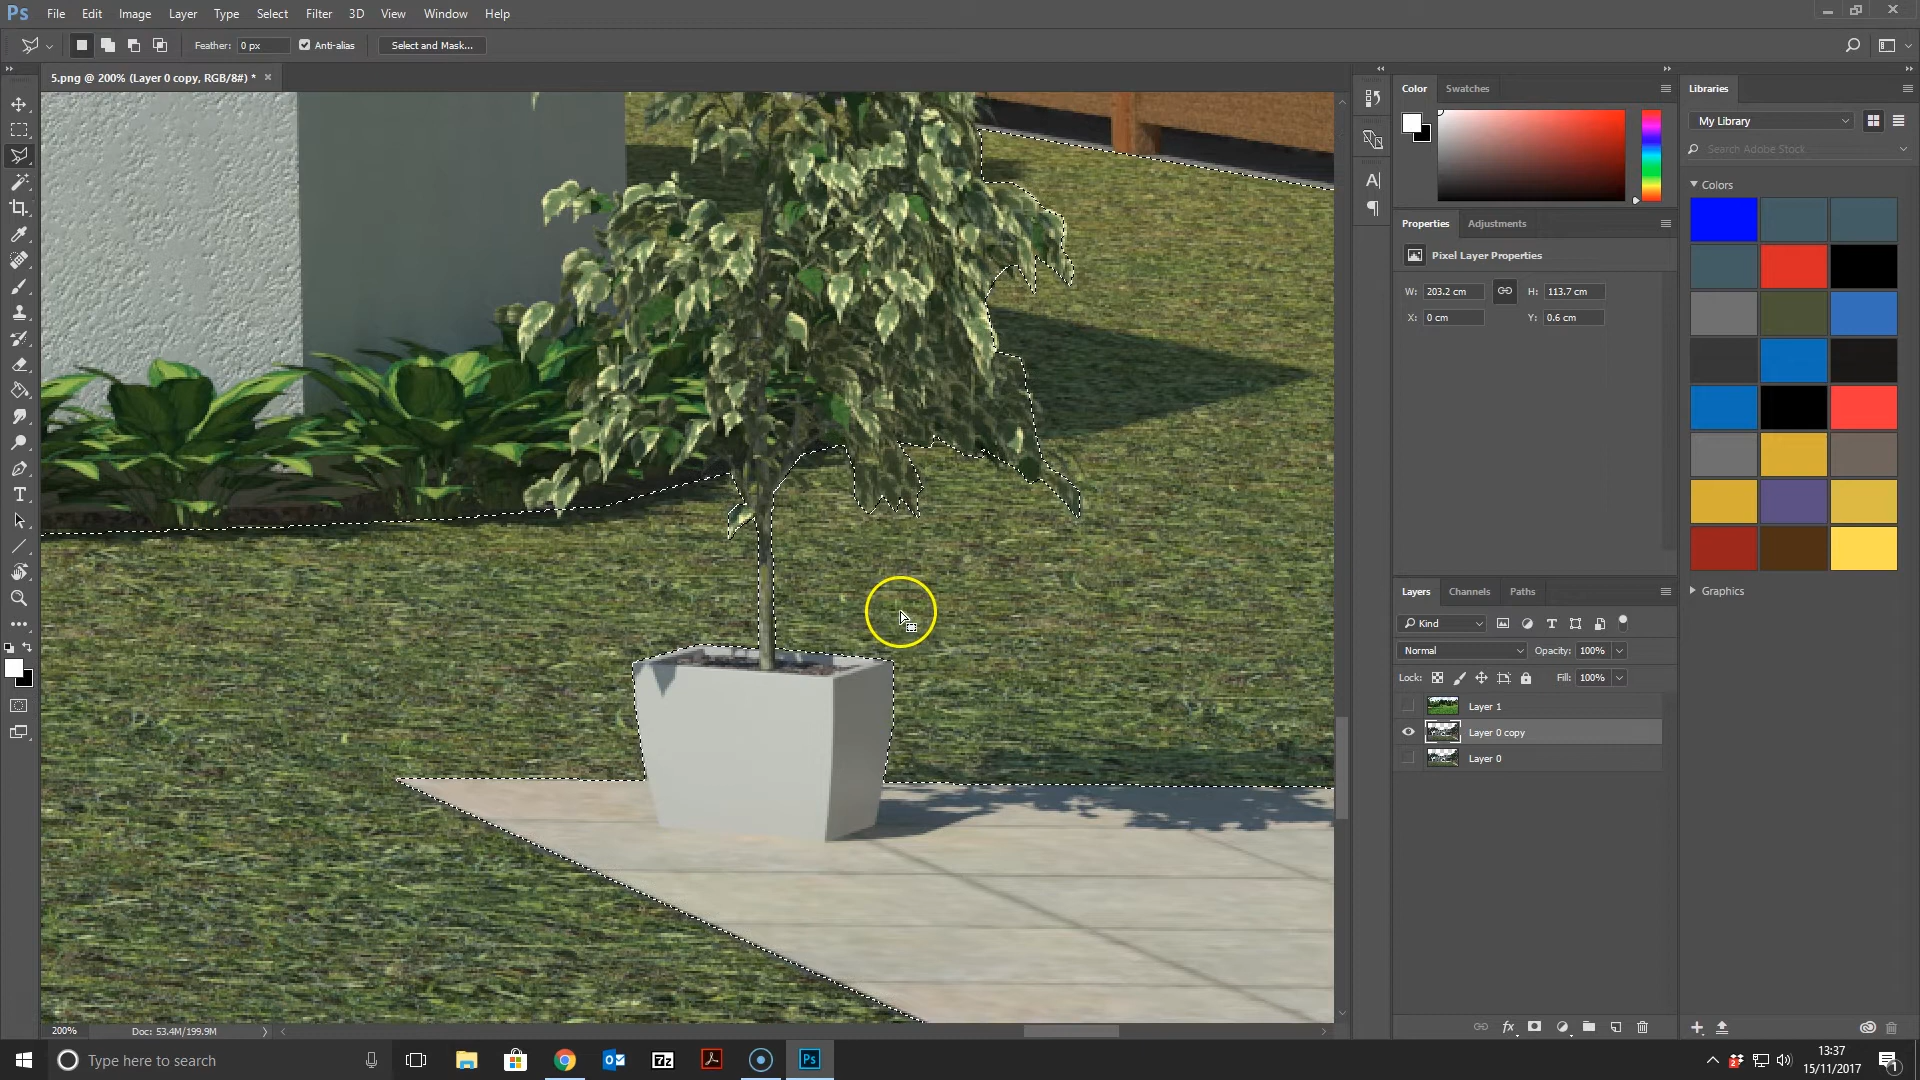 Ps File Edit Image Layer Type Select Filter 3D View Window Help
Feather: 0 px Anti-alias Select and Mask...
5.png @ 200% (Layer 0 copy, RGB/8#) * ×
Color Swatches
Libraries
My Library
Search Adobe Stock
Colors
Properties Adjustments
Pixel Layer Properties
W: 203.2 cm H: 113.7 cm
X: 0 cm Y: 0.6 cm
Graphics
Layers Channels Paths
Kind
Normal Opacity: 100%
Lock: Fill: 100%
Layer 1
Layer 0 copy
Layer 0
200% Doc: 53.4M/199.9M
Type here to search
7z
Ps
13:37
15/11/2017